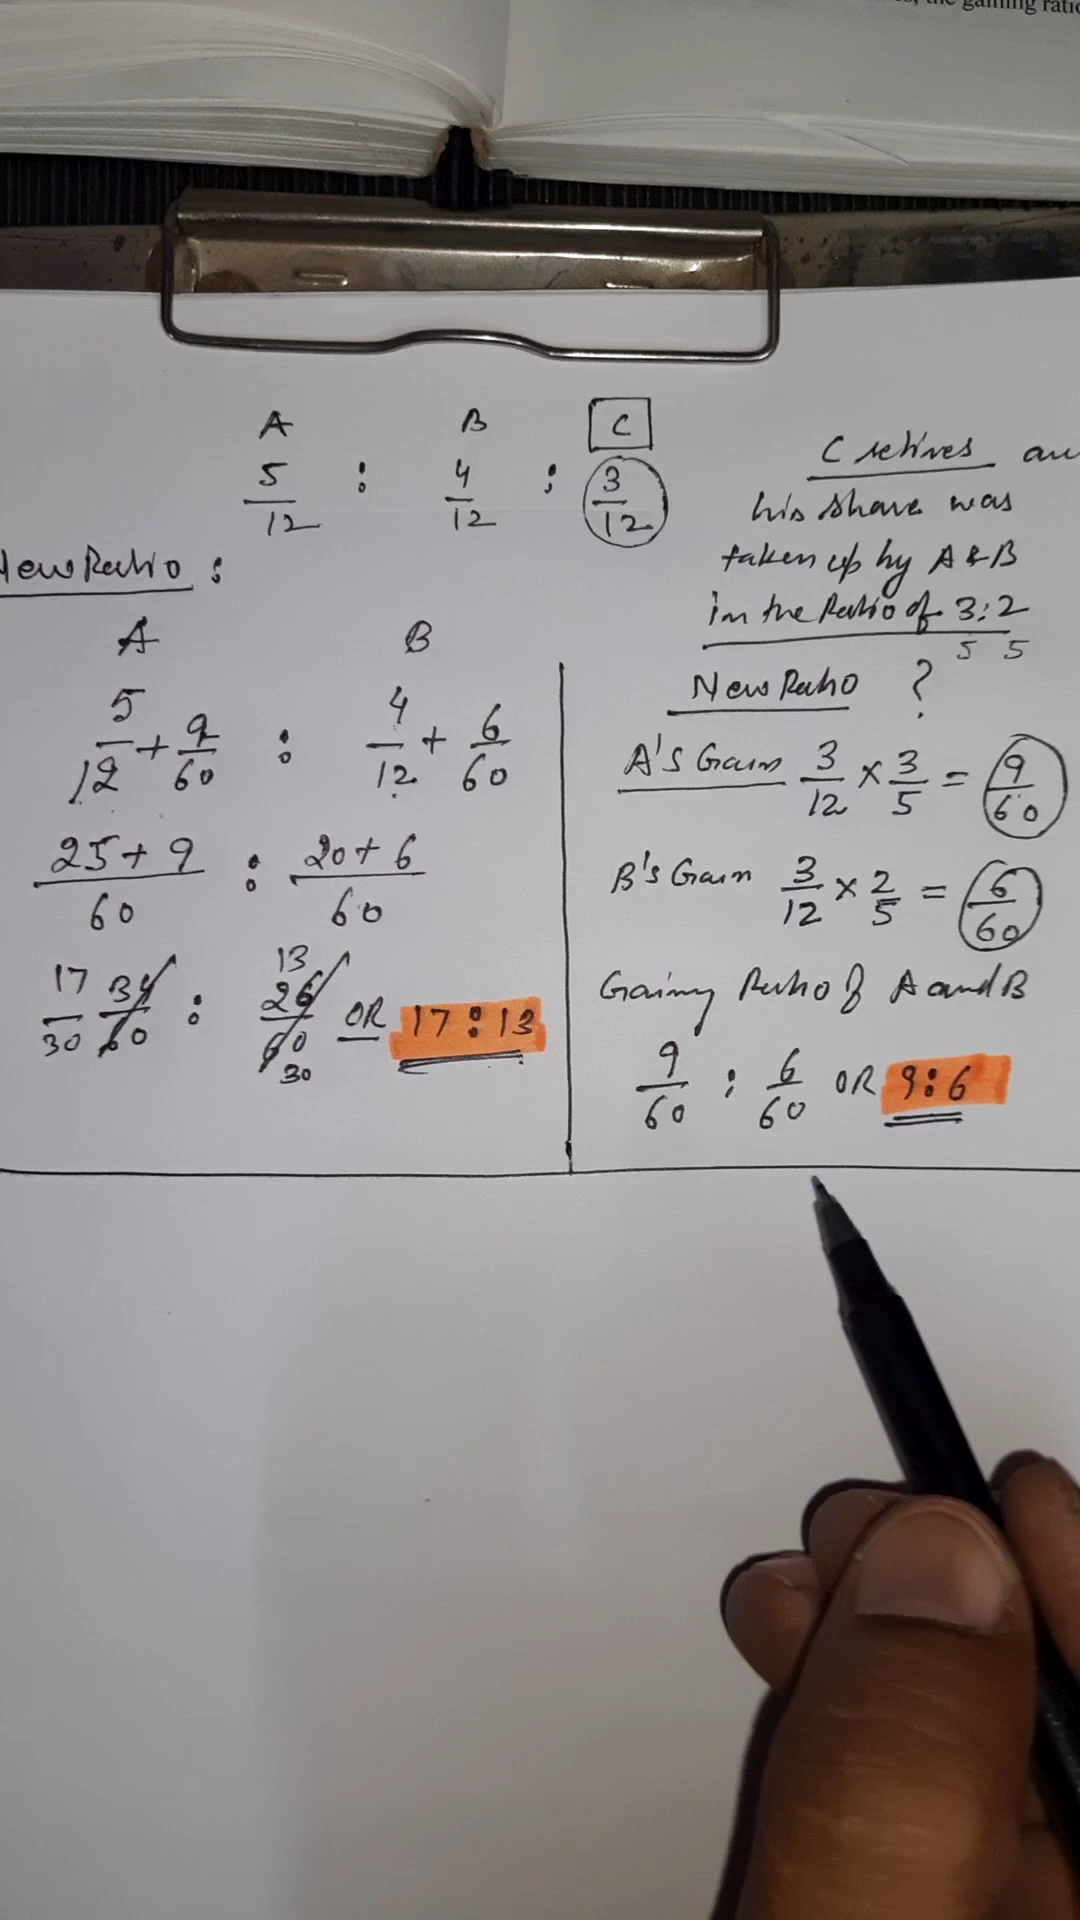 the gaining ratio
A B C
5/12 : 4/12 : 3/12
C retires
his share was
taken up by A & B
in the Ratio of 3:2
5 5
New Ratio ?
A's Gain 3/12 × 3/5 = 9/60
B's Gain 3/12 × 2/5 = 6/60
Gaining Ratio of A and B
9/60 : 6/60 OR 9:6
New Ratio :
A B
5/12 + 9/60 : 4/12 + 6/60
25+9/60 : 20+6/60
17/30 34/60 : 13 26/60 30 OR 17:13